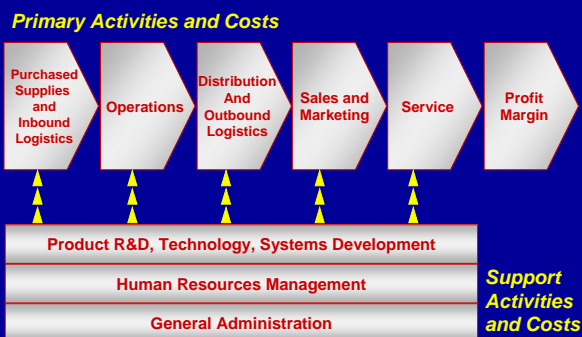 Primary Activities and Costs
Purchased
Supplies
and
Inbound
Logistics
Operations
Distribution
And
Outbound
Logistics
Sales and
Marketing
Service
Profit
Margin
Product R&D, Technology, Systems Development
Human Resources Management
General Administration
Support
Activities
and Costs